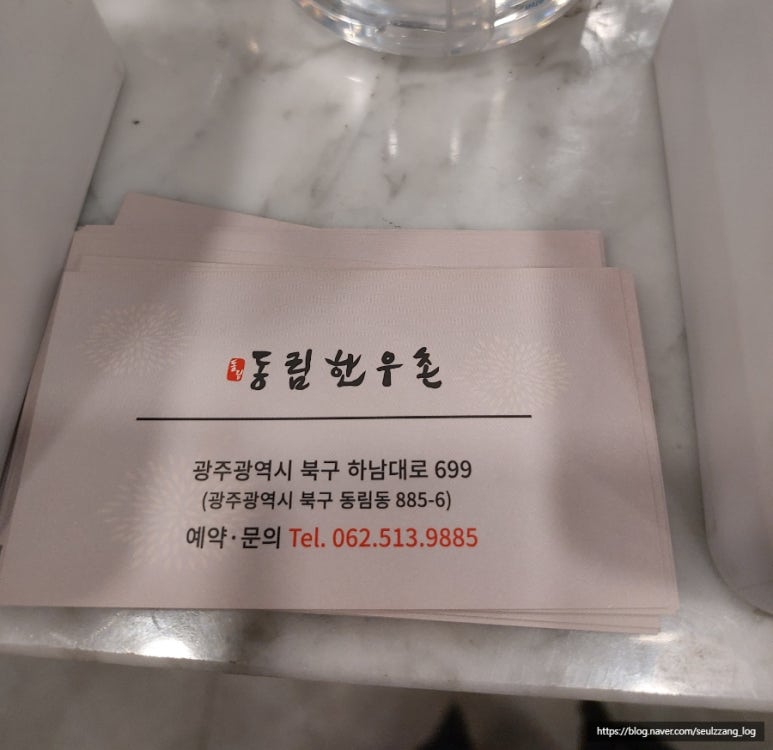 동림 동림한우촌
광주광역시 북구 하남대로 699
(광주광역시 북구 동림동 885-6)
예약·문의 Tel. 062.513.9885
https://blog.naver.com/seulzzang_log